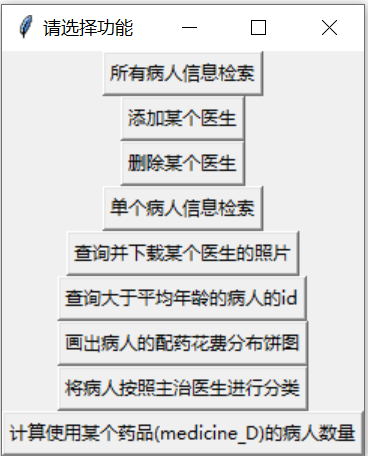 请选择功能
所有病人信息检索
添加某个医生
删除某个医生
单个病人信息检索
查询并下载某个医生的照片
查询大于平均年龄的病人的id
画出病人的配药花费分布饼图
将病人按照主治医生进行分类
计算使用某个药品(medicine_D)的病人数量